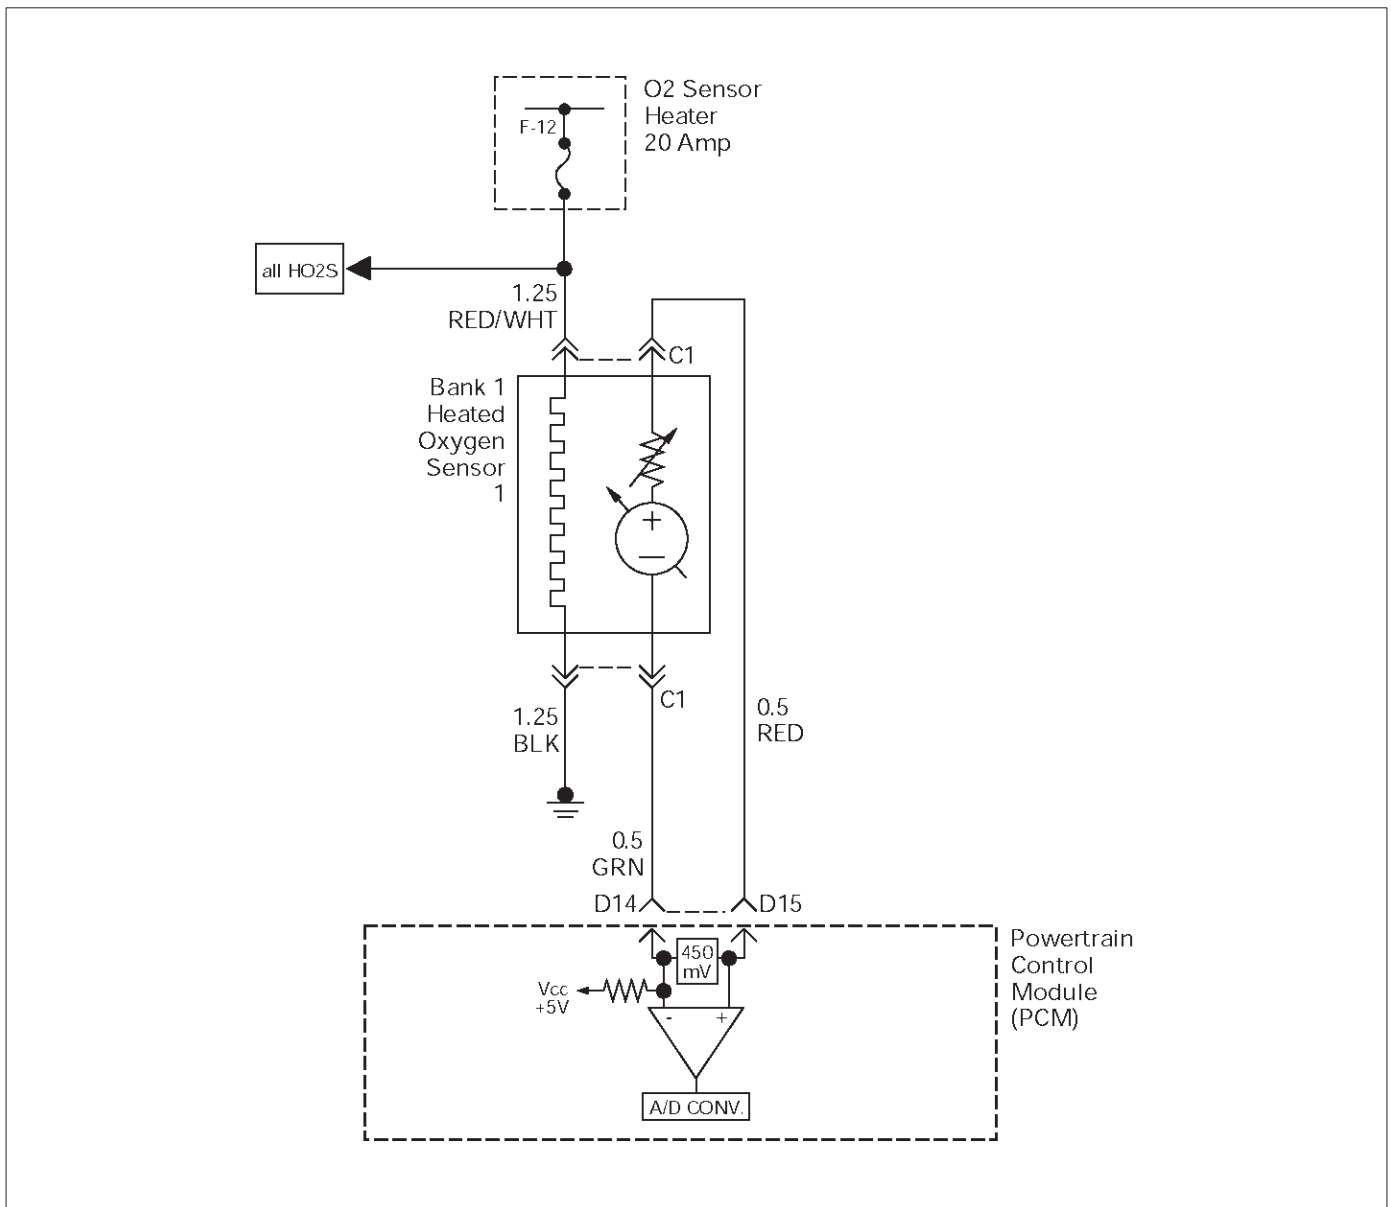 O2 Sensor
Heater
20 Amp
F-12
all HO2S
1.25
RED/WHT
C1
Bank 1
Heated
Oxygen
Sensor
1
+
—
C1
1.25
BLK
0.5
RED
0.5
GRN
D14
D15
450
mV
Vcc
+5V
- +
A/D CONV.
Powertrain
Control
Module
(PCM)